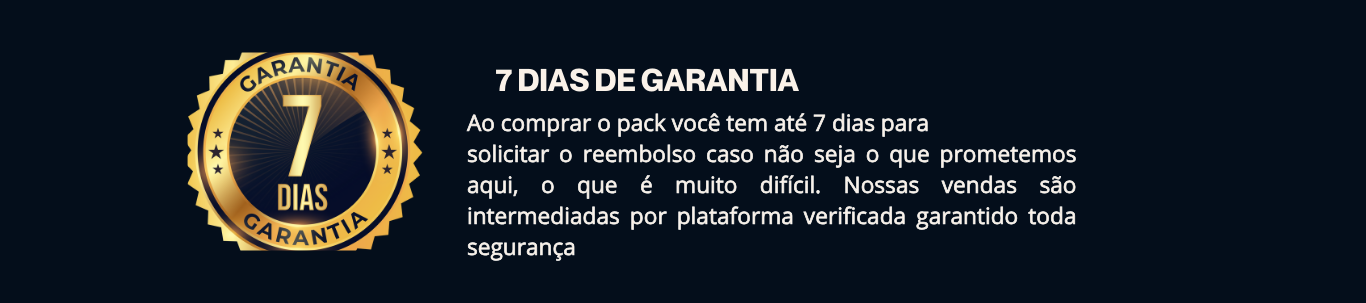 GARANTIA
7
DIAS
GARANTIA
7 DIAS DE GARANTIA
Ao comprar o pack você tem até 7 dias para
solicitar o reembolso caso não seja o que prometemos
aqui, o que é muito difícil. Nossas vendas são
intermediadas por plataforma verificada garantido toda
segurança